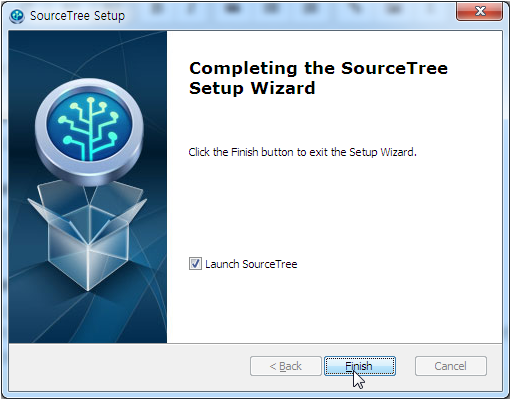 SourceTree Setup
Completing the SourceTree
Setup Wizard
Click the Finish button to exit the Setup Wizard.
Launch SourceTree
< Back
Finish
Cancel